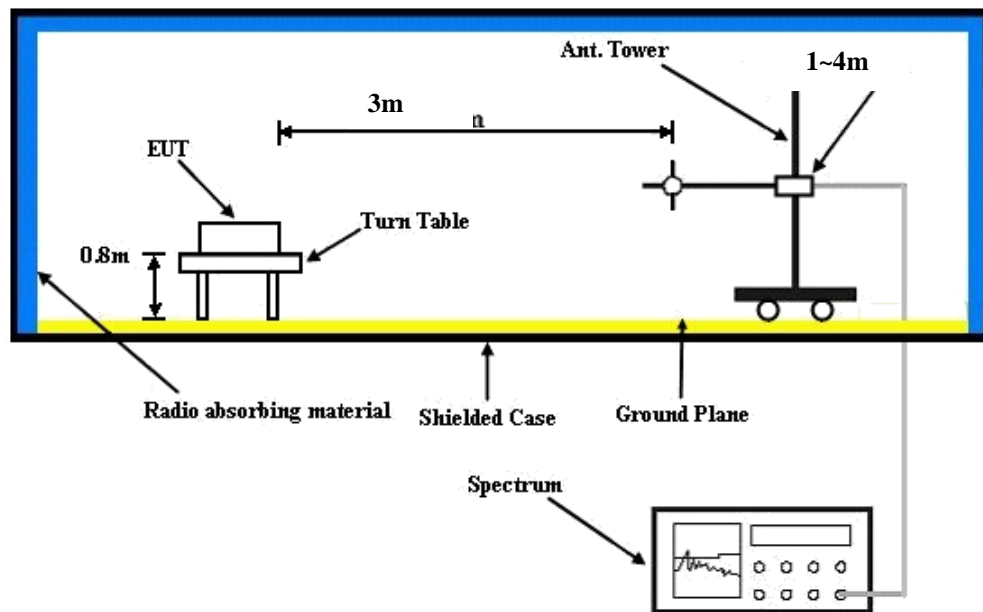 Ant. Tower
1~4m
3m
n
EUT
Turn Table
0.8m
Radio absorbing material
Shielded Case
Ground Plane
Spectrum